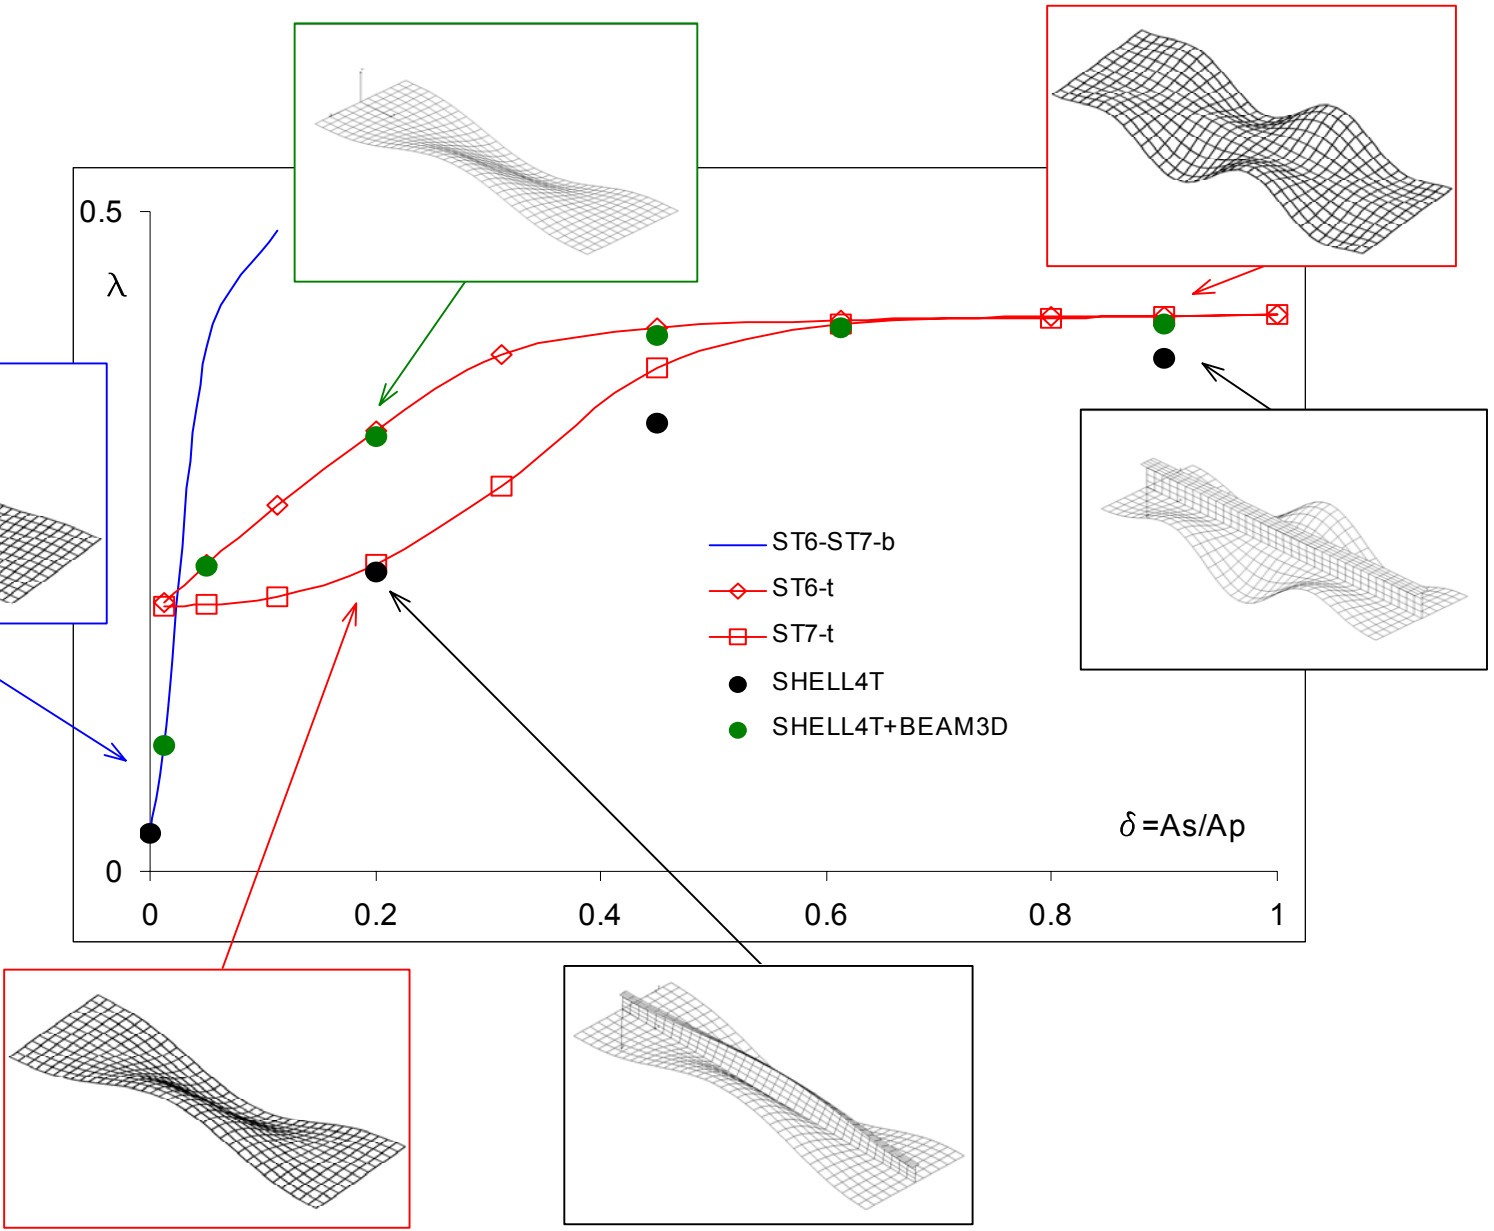 0.5
λ
ST6-ST7-b
ST6-t
ST7-t
SHELL4T
SHELL4T+BEAM3D
δ=As/Ap
0
0 0.2 0.4 0.6 0.8 1